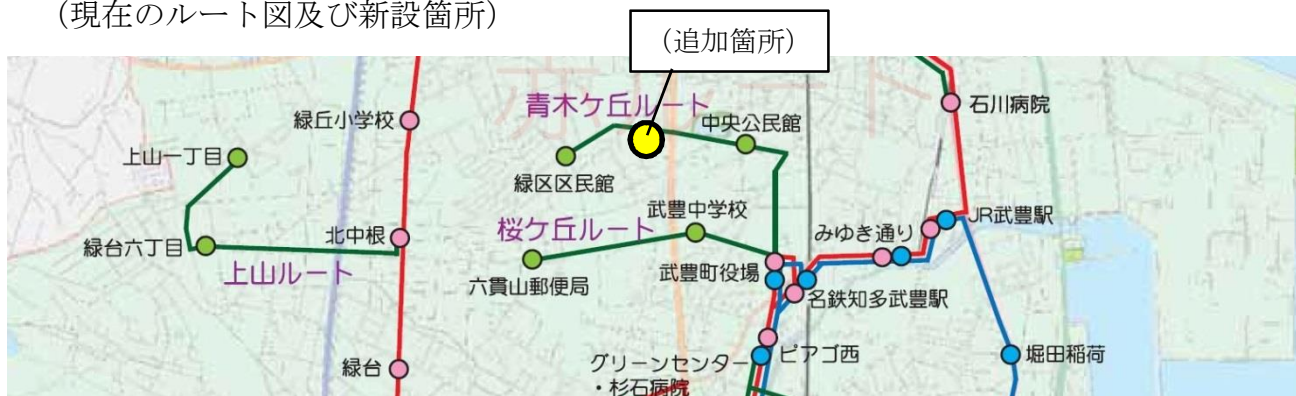 (現在のルート図及び新設箇所)
(追加箇所)
赤ルート
青木ケ丘ルート
石川病院
緑丘小学校
中央公民館
上山一丁目
緑区区民館
武豊中学校
桜ケ丘ルート
JR武豊駅
みゆき通り
北中根
緑台六丁目
上山ルート
武豊町役場
六貫山郵便局
名鉄知多武豊駅
ピアゴ西
堀田稲荷
緑台
グリーンセンター
・杉石病院